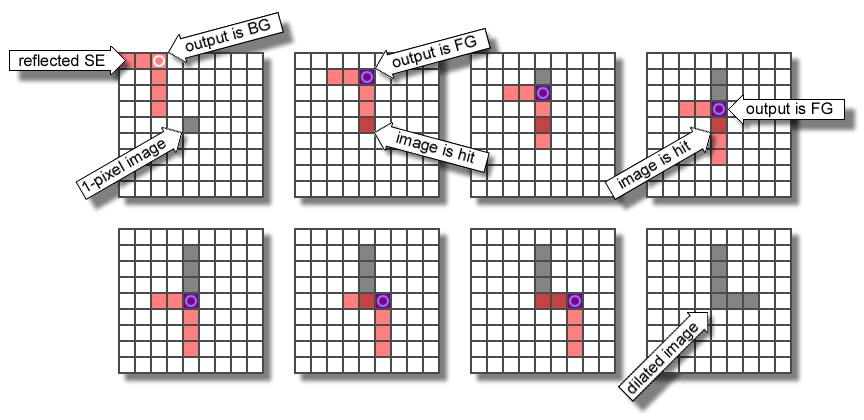 output is BG
reflected SE
1-pixel image
output is FG
image is hit
output is FG
image is hit
dilated image